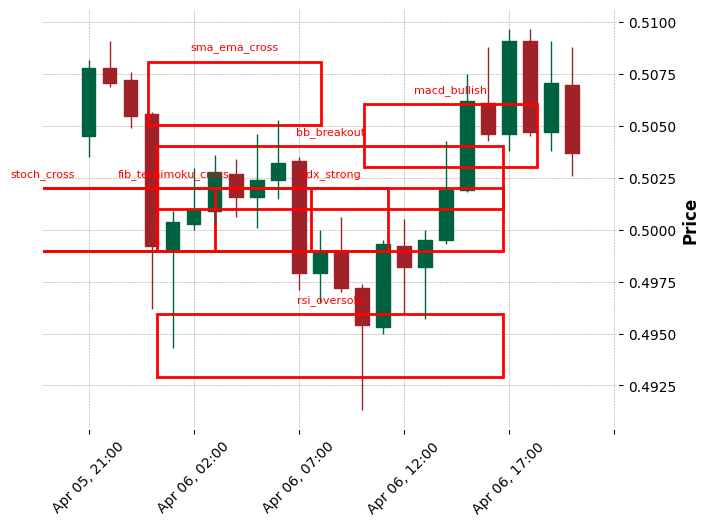 sma_ema_cross
macd_bullish
bb_breakout
stoch_cross
adx_strong
rsi_oversold
0.5100
0.5075
0.5050
0.5025
0.5000
0.4975
0.4950
0.4925
Price
Apr 05, 21:00
Apr 06, 02:00
Apr 06, 07:00
Apr 06, 12:00
Apr 06, 17:00